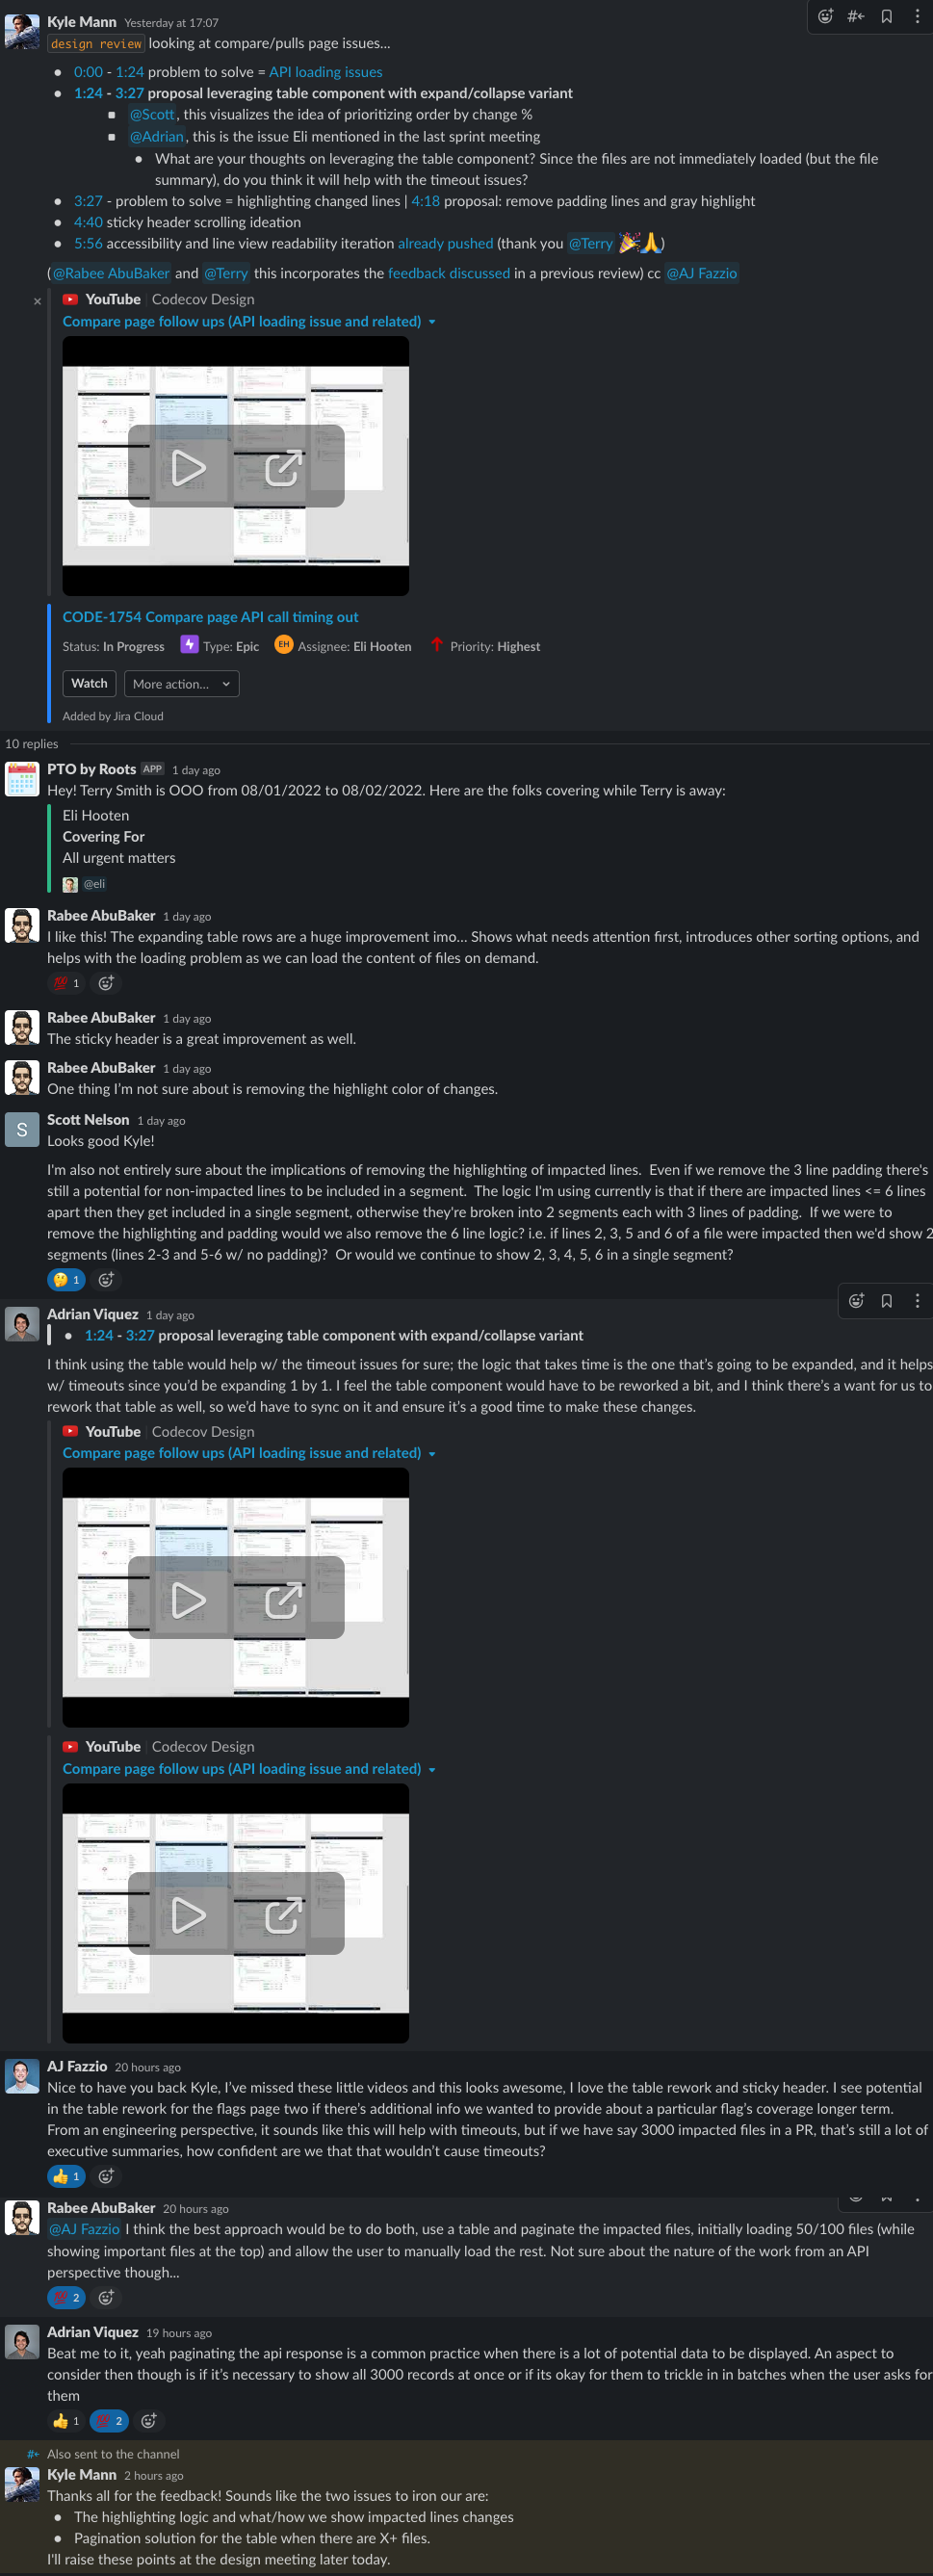 Kyle Mann Yesterday at 17:07
design review looking at compare/pulls page issues...
0:00 - 1:24 problem to solve = API loading issues
1:24 - 3:27 proposal leveraging table component with expand/collapse variant
@Scott, this visualizes the idea of prioritizing order by change %
@Adrian, this is the issue Eli mentioned in the last sprint meeting
What are your thoughts on leveraging the table component? Since the files are not immediately loaded (but the file
summary), do you think it will help with the timeout issues?
3:27 - problem to solve = highlighting changed lines | 4:18 proposal: remove padding lines and gray highlight
4:40 sticky header scrolling ideation
5:56 accessibility and line view readability iteration already pushed (thank you @Terry 🎉🙏)
(@Rabee AbuBaker and @Terry this incorporates the feedback discussed in a previous review) cc @AJ Fazzio
YouTube | Codecov Design
Compare page follow ups (API loading issue and related)
CODE-1754 Compare page API call timing out
Status: In Progress Type: Epic EH Assignee: Eli Hooten Priority: Highest
Watch More action...
Added by Jira Cloud
10 replies
PTO by Roots APP 1 day ago
Hey! Terry Smith is OOO from 08/01/2022 to 08/02/2022. Here are the folks covering while Terry is away:
Eli Hooten
Covering For
All urgent matters
@eli
Rabee AbuBaker 1 day ago
I like this! The expanding table rows are a huge improvement imo... Shows what needs attention first, introduces other sorting options, and
helps with the loading problem as we can load the content of files on demand.
💯 1
Rabee AbuBaker 1 day ago
The sticky header is a great improvement as well.
Rabee AbuBaker 1 day ago
One thing I'm not sure about is removing the highlight color of changes.
S
Scott Nelson 1 day ago
Looks good Kyle!
I'm also not entirely sure about the implications of removing the highlighting of impacted lines. Even if we remove the 3 line padding there's
still a potential for non-impacted lines to be included in a segment. The logic I'm using currently is that if there are impacted lines <= 6 lines
apart then they get included in a single segment, otherwise they're broken into 2 segments each with 3 lines of padding. If we were to
remove the highlighting and padding would we also remove the 6 line logic? i.e. if lines 2, 3, 5 and 6 of a file were impacted then we'd show 2
segments (lines 2-3 and 5-6 w/ no padding)? Or would we continue to show 2, 3, 4, 5, 6 in a single segment?
🤔 1
Adrian Viquez 1 day ago
1:24 - 3:27 proposal leveraging table component with expand/collapse variant
I think using the table would help w/ the timeout issues for sure; the logic that takes time is the one that's going to be expanded, and it helps
w/ timeouts since you'd be expanding 1 by 1. I feel the table component would have to be reworked a bit, and I think there's a want for us to
rework that table as well, so we'd have to sync on it and ensure it's a good time to make these changes.
YouTube | Codecov Design
Compare page follow ups (API loading issue and related)
YouTube | Codecov Design
Compare page follow ups (API loading issue and related)
AJ Fazzio 20 hours ago
Nice to have you back Kyle, I've missed these little videos and this looks awesome, I love the table rework and sticky header. I see potential
in the table rework for the flags page two if there's additional info we wanted to provide about a particular flag's coverage longer term.
From an engineering perspective, it sounds like this will help with timeouts, but if we have say 3000 impacted files in a PR, that's still a lot of
executive summaries, how confident are we that that wouldn't cause timeouts?
👍 1
Rabee AbuBaker 20 hours ago
@AJ Fazzio I think the best approach would be to do both, use a table and paginate the impacted files, initially loading 50/100 files (while
showing important files at the top) and allow the user to manually load the rest. Not sure about the nature of the work from an API
perspective though...
💯 2
Adrian Viquez 19 hours ago
Beat me to it, yeah paginating the api response is a common practice when there is a lot of potential data to be displayed. An aspect to
consider then though is if it's necessary to show all 3000 records at once or if its okay for them to trickle in in batches when the user asks for
them
👍 1 💯 2
Also sent to the channel
Kyle Mann 2 hours ago
Thanks all for the feedback! Sounds like the two issues to iron our are:
The highlighting logic and what/how we show impacted lines changes
Pagination solution for the table when there are X+ files.
I'll raise these points at the design meeting later today.